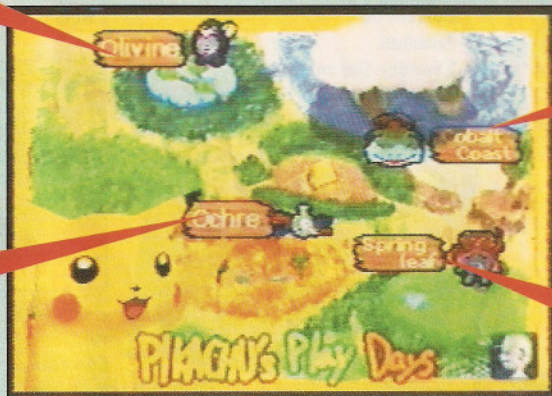 Olivine
Cobalt
Coast
Ochre
Spring
leaf
PIKACHU's Play Days